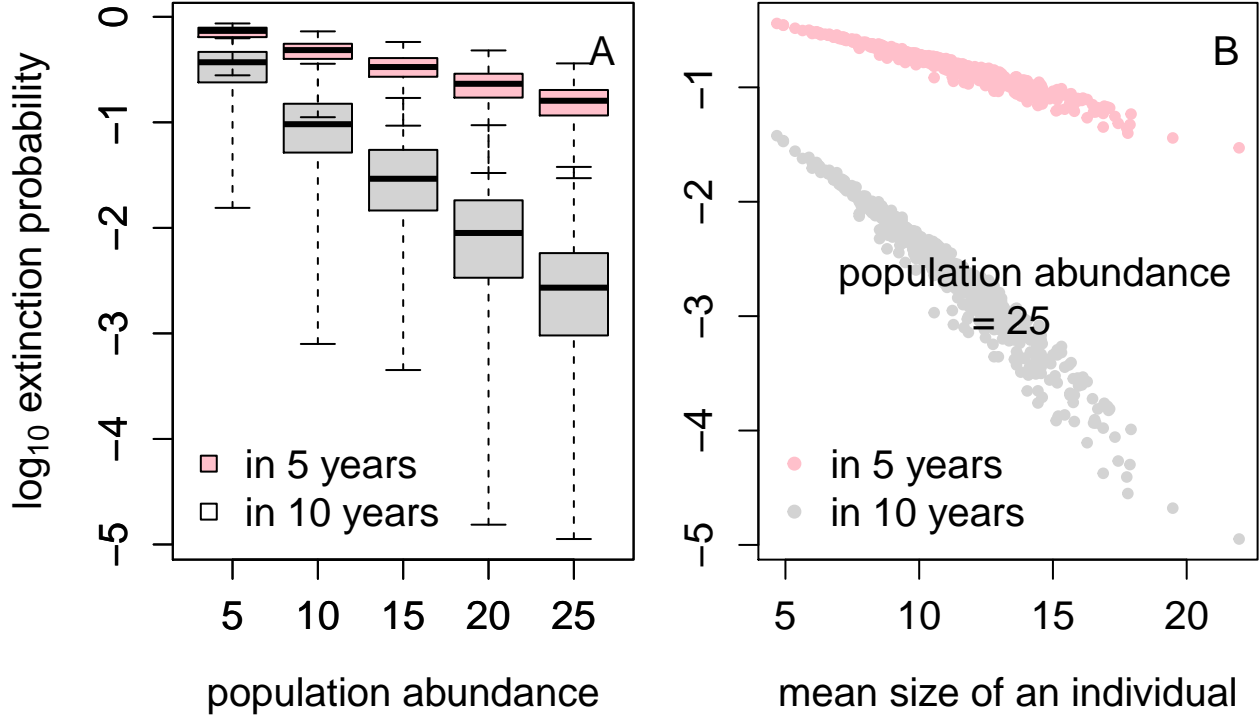 log10 extinction probability
0
−1
−2
−3
−4
−5
A
in 5 years
in 10 years
5 10 15 20 25
population abundance
−1
−2
−3
−4
−5
B
population abundance
= 25
in 5 years
in 10 years
5 10 15 20
mean size of an individual